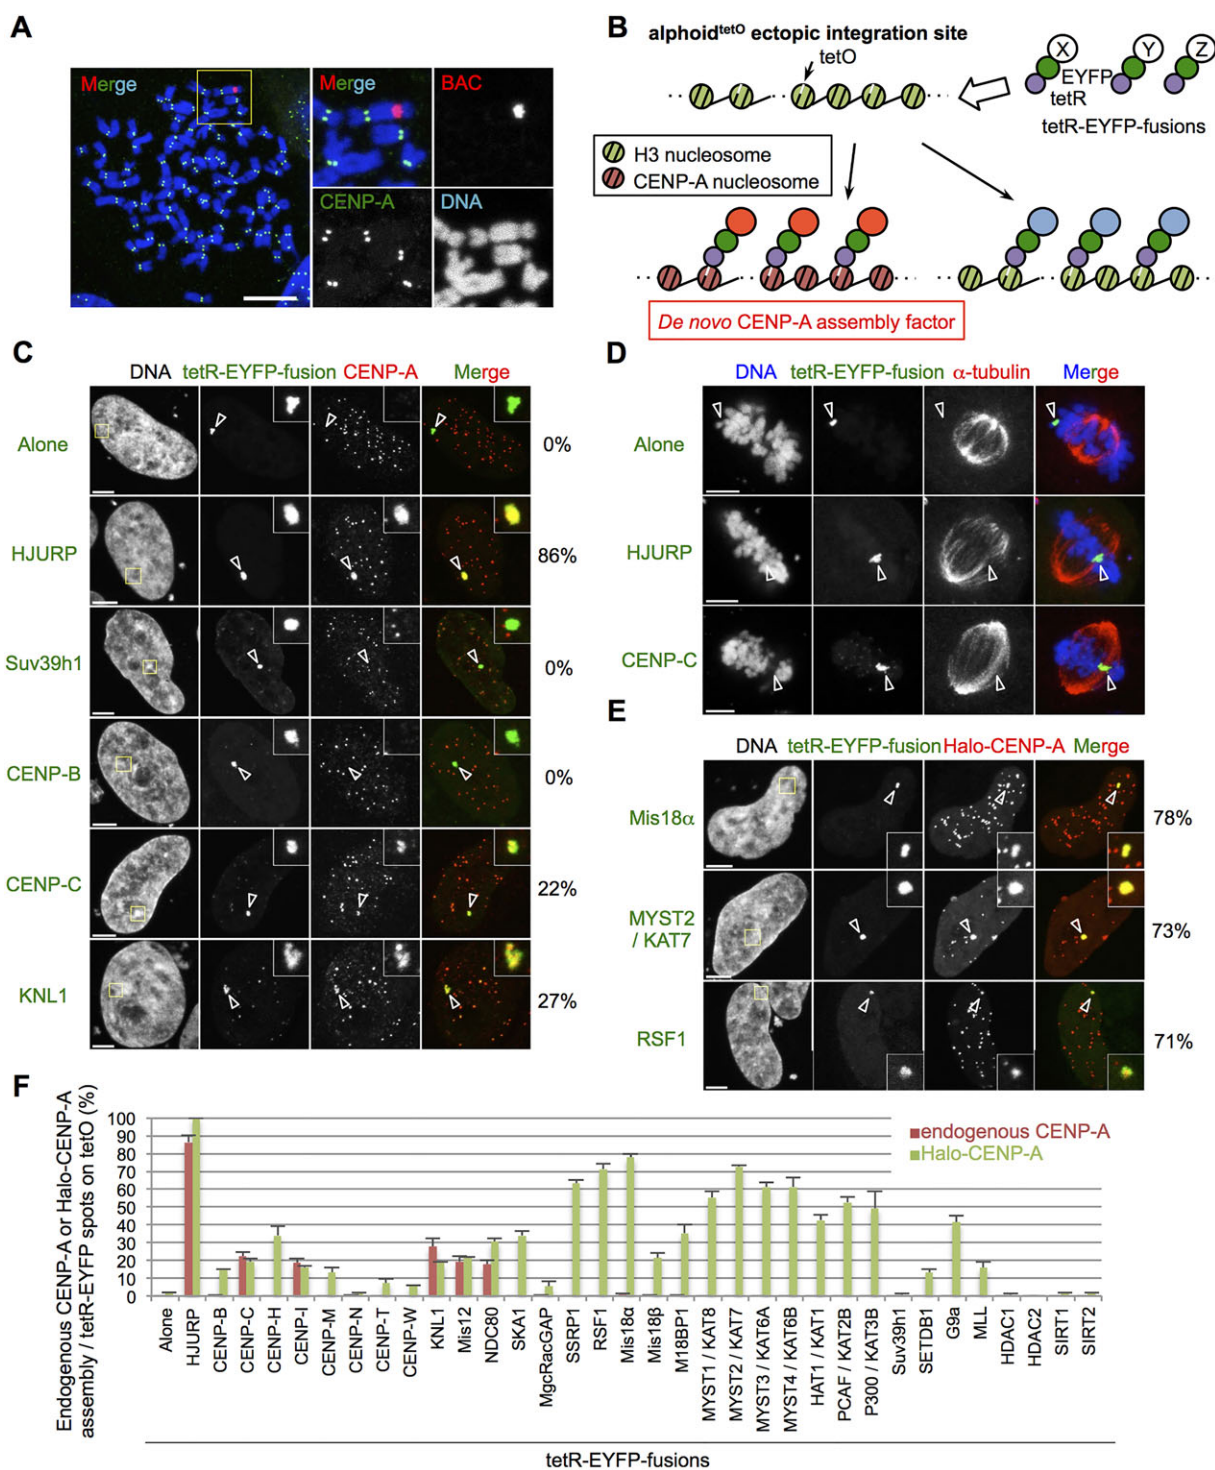 A
Merge
Merge
BAC
CENP-A
DNA
B
alphoidtetO ectopic integration site
tetO
X
Y
Z
EYFP
tetR
tetR-EYFP-fusions
H3 nucleosome
CENP-A nucleosome
De novo CENP-A assembly factor
C
DNA tetR-EYFP-fusion CENP-A Merge
Alone
0%
HJURP
86%
Suv39h1
0%
CENP-B
0%
CENP-C
22%
KNL1
27%
D
DNA tetR-EYFP-fusion α-tubulin Merge
Alone
HJURP
CENP-C
E
DNA tetR-EYFP-fusion Halo-CENP-A Merge
Mis18α
78%
MYST2
/ KAT7
73%
RSF1
71%
F
Endogenous CENP-A or Halo-CENP-A
assembly / tetR-EYFP spots on tetO (%)
100
90
80
70
60
50
40
30
20
10
0
endogenous CENP-A
Halo-CENP-A
Alone
HJURP
CENP-B
CENP-C
CENP-H
CENP-I
CENP-M
CENP-N
CENP-T
CENP-W
KNL1
Mis12
NDC80
SKA1
MgcRacGAP
SSRP1
RSF1
Mis18α
Mis18β
M18BP1
MYST1 / KAT8
MYST2 / KAT7
MYST3 / KAT6A
MYST4 / KAT6B
HAT1 / KAT1
PCAF / KAT2B
P300 / KAT3B
Suv39h1
SETDB1
G9a
MLL
HDAC1
HDAC2
SIRT1
SIRT2
tetR-EYFP-fusions